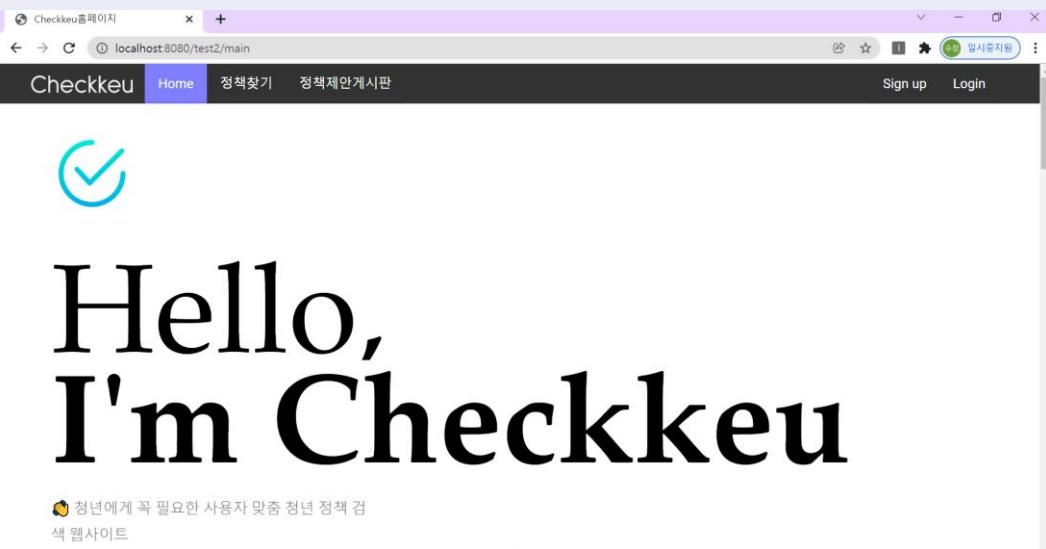 Checkkeu홈페이지
localhost:8080/test2/main
수정 일시중지됨
Checkkeu Home 정책찾기 정책제안게시판 Sign up Login
Hello,
I'm Checkkeu
청년에게 꼭 필요한 사용자 맞춤 청년 정책 검
색 웹사이트